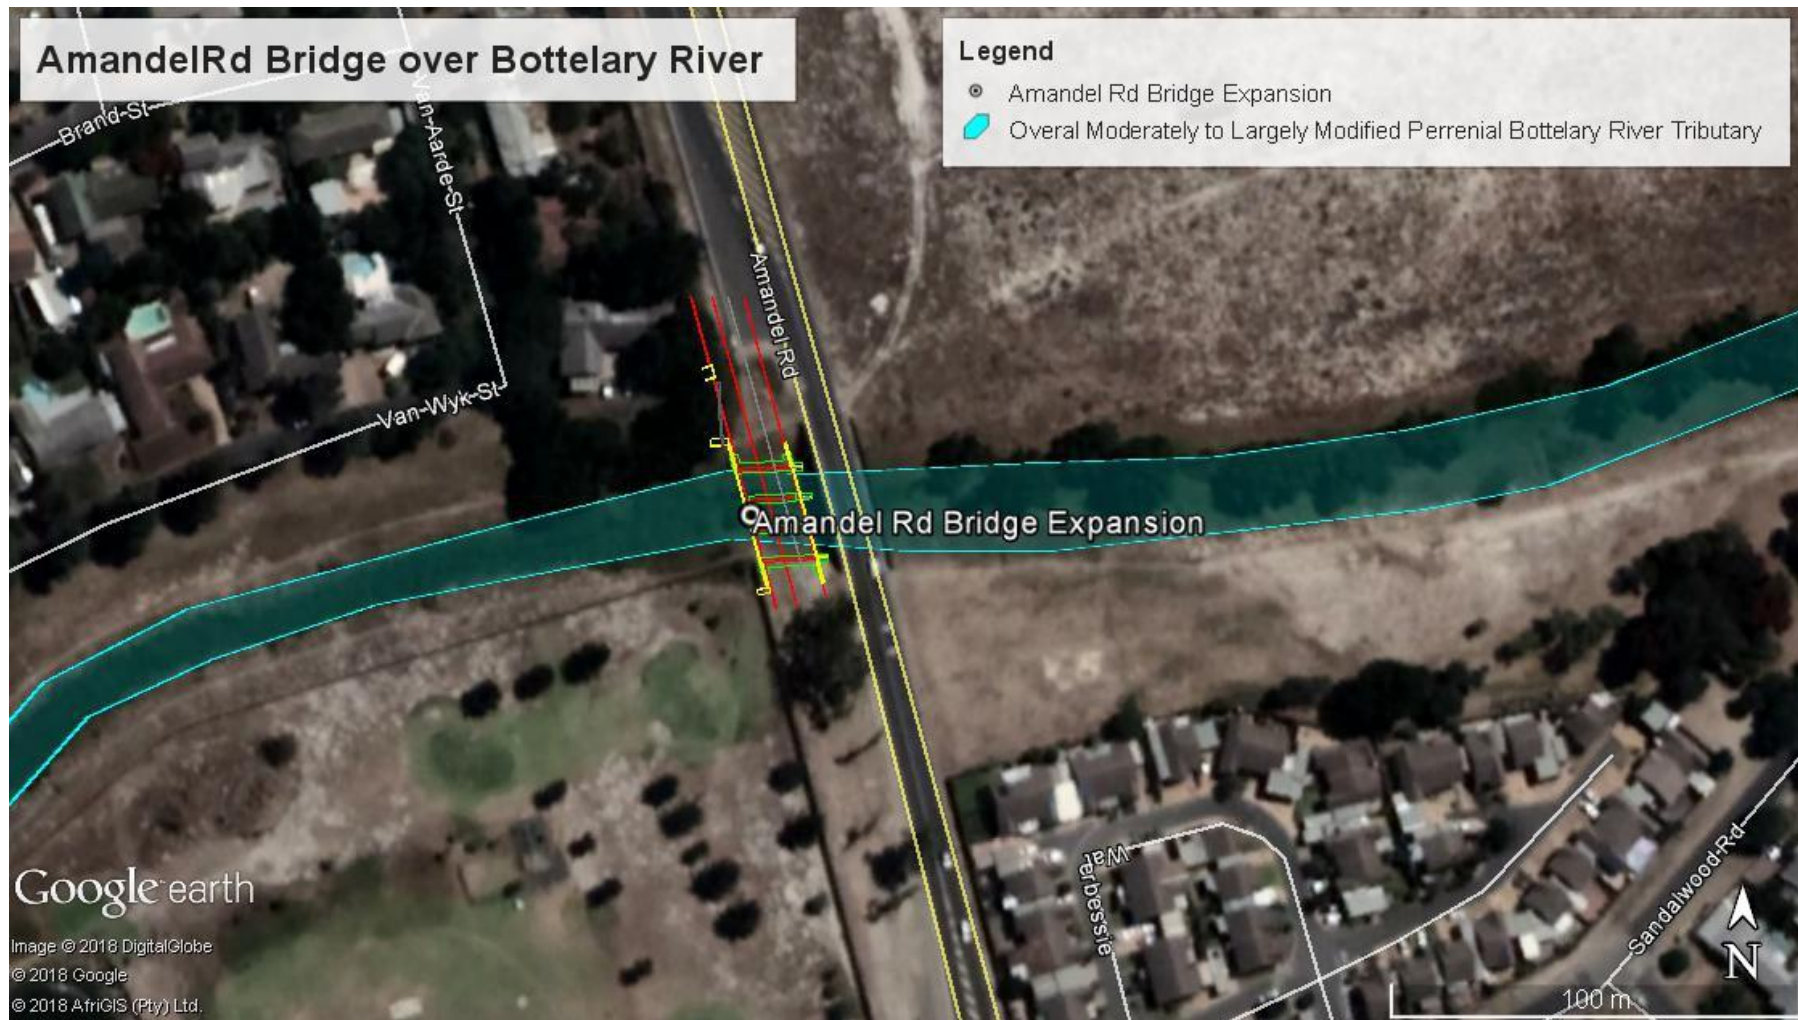 AmandelRd Bridge over Bottelary River
Legend
Amandel Rd Bridge Expansion
Overal Moderately to Largely Modified Perrenial Bottelary River Tributary
Brand-St
Van-Aarde-St
Amandel Rd
Van-Wyk-St
Amandel Rd Bridge Expansion
Waterbessie
Sandalwood-Rd
Google earth
Image © 2018 DigitalGlobe
© 2018 Google
© 2018 AfriGIS (Pty) Ltd.
N
100 m